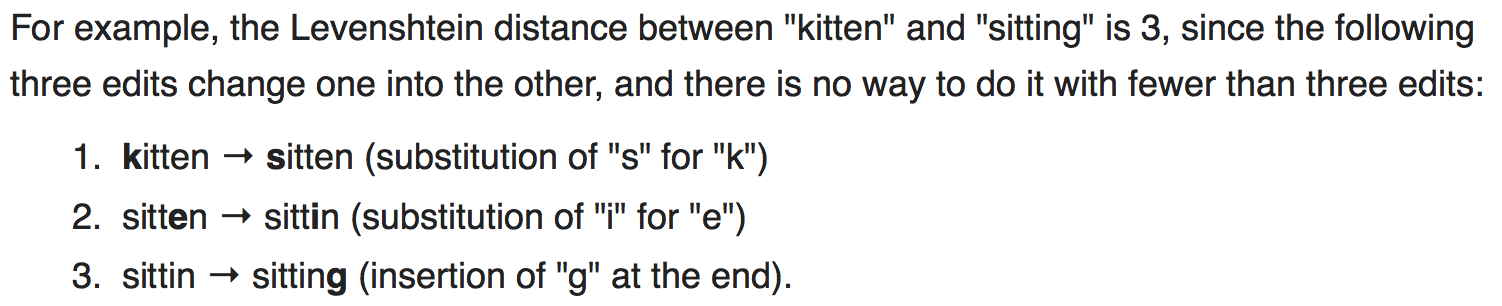 For example, the Levenshtein distance between "kitten" and "sitting" is 3, since the following
three edits change one into the other, and there is no way to do it with fewer than three edits:
1. kitten → sitten (substitution of "s" for "k")
2. sitten → sittin (substitution of "i" for "e")
3. sittin → sitting (insertion of "g" at the end).